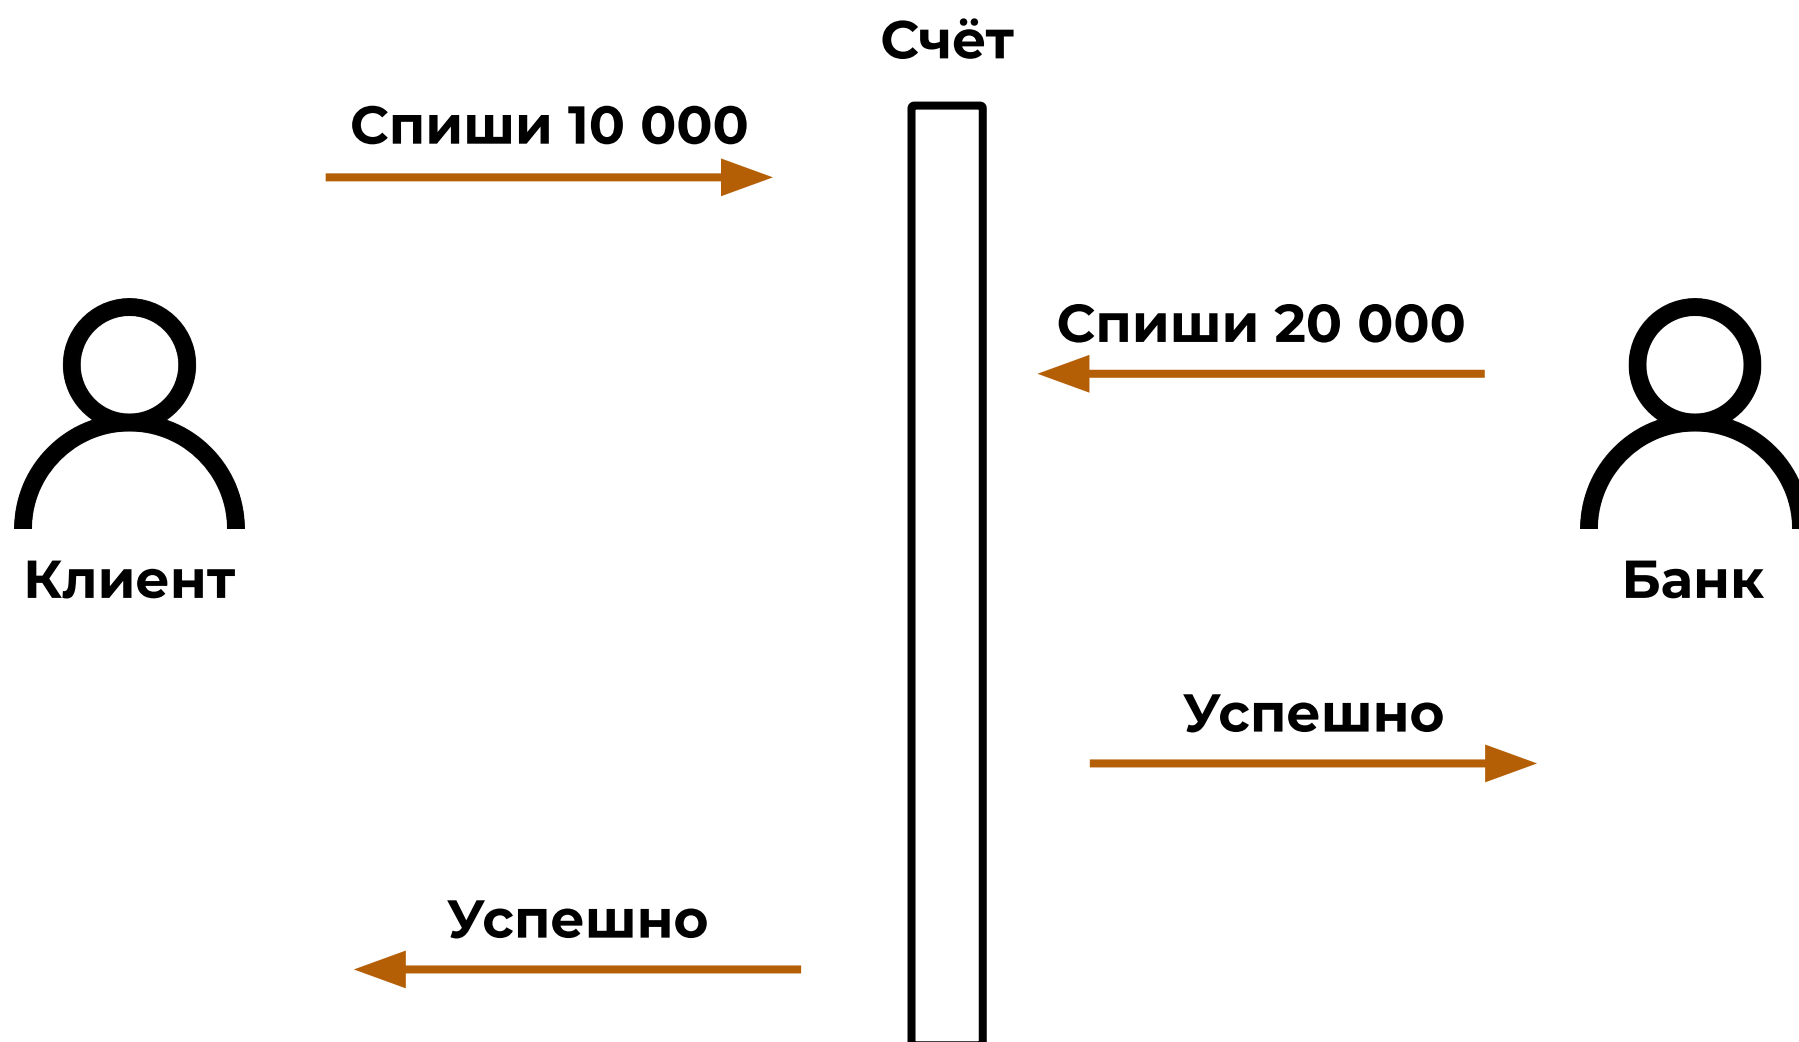 Счёт
Спиши 10 000
Спиши 20 000
Клиент
Банк
Успешно
Успешно